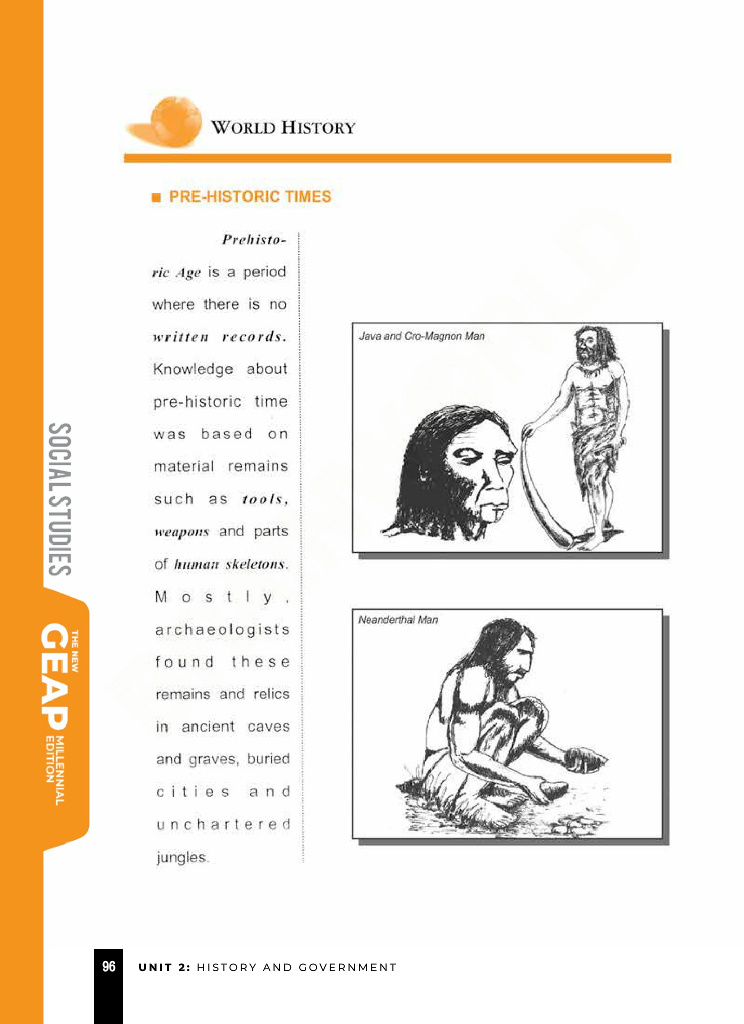 WORLD HISTORY
■ PRE-HISTORIC TIMES
Prehisto-
ric Age is a period
where there is no
written records.
Knowledge about
pre-historic time
was based on
material remains
such as tools,
weapons and parts
of human skeletons.
Mostly,
archaeologists
found these
remains and relics
in ancient caves
and graves, buried
cities and
unchartered
jungles.
Java and Cro-Magnon Man
Neanderthal Man
SOCIAL STUDIES
THE NEW
GEAP
MILLENNIAL
EDITION
96
UNIT 2: HISTORY AND GOVERNMENT